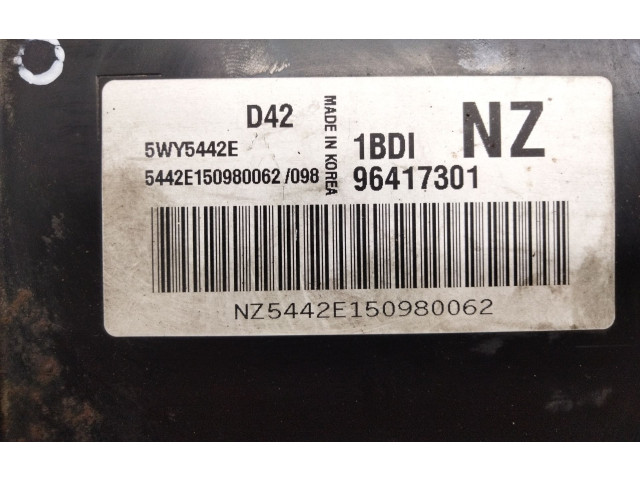 D42
5WY5442E
5442E150980062 /098
MADE IN KOREA
1BDI
NZ
96417301
NZ5442E150980062